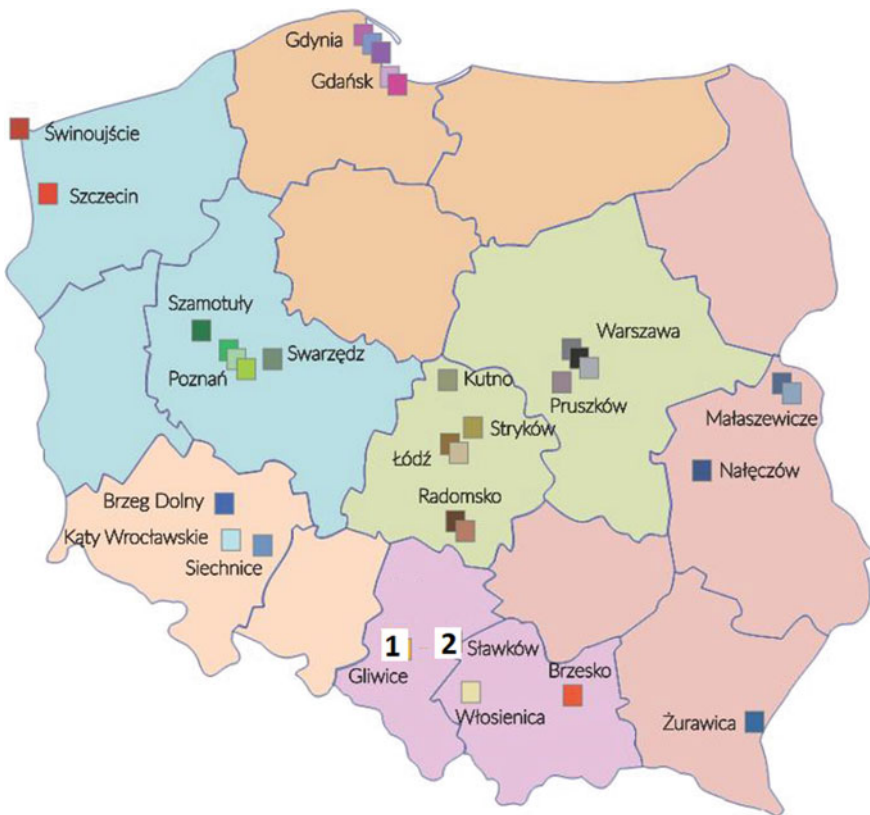 Gdynia
Gdańsk
Świnoujście
Szczecin
Szamotuły
Swarzędz
Poznań
Warszawa
Kutno
Pruszków
Małaszewicze
Stryków
Łódź
Nałęczów
Radomsko
Brzeg Dolny
Kąty Wrocławskie
Siechnice
1
2
Sławków
Gliwice
Brzesko
Włosienica
Żurawica